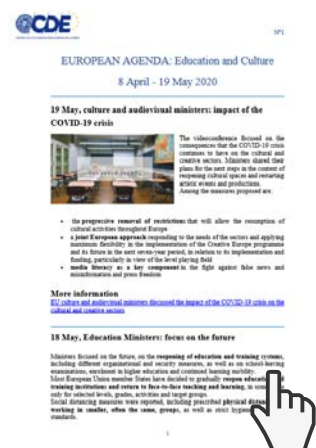 CDE
Nº1
EUROPEAN AGENDA: Education and Culture
8 April - 19 May 2020
19 May, culture and audiovisual ministers: impact of the
COVID-19 crisis
The videoconference focused on the
consequences that the COVID-19 crisis
continues to have on the cultural and
creative sectors. Ministers shared their
plans for the next steps in the context of
reopening cultural spaces and restarting
artistic events and productions.
Among the measures proposed are:
the progressive removal of restrictions that will allow the resumption of
cultural activities throughout Europe
a joint European approach responding to the needs of the sectors and applying
maximum flexibility in the implementation of the Creative Europe programme
and its future in the next seven-year period, in relation to its implementation and
funding, particularly in view of the level playing field
media literacy as a key component in the fight against false news and
misinformation and press freedom
More information
EU culture and audiovisual ministers discussed the impact of the COVID-19 crisis on the
cultural and creative sectors
18 May, Education Ministers: focus on the future
Ministers focused on the future, on the reopening of education and training systems,
including different organisational and security measures, as well as on school-leaving
examinations, enrolment in higher education and continued learning mobility.
Most European Union member States have decided to gradually reopen education
training institutions and return to face-to-face teaching and learning, in
only for selected levels, grades, activities and target groups.
Social distancing measures were reported, including prescribed physical
working in smaller, often the same, groups, as well as strict
standards.
1